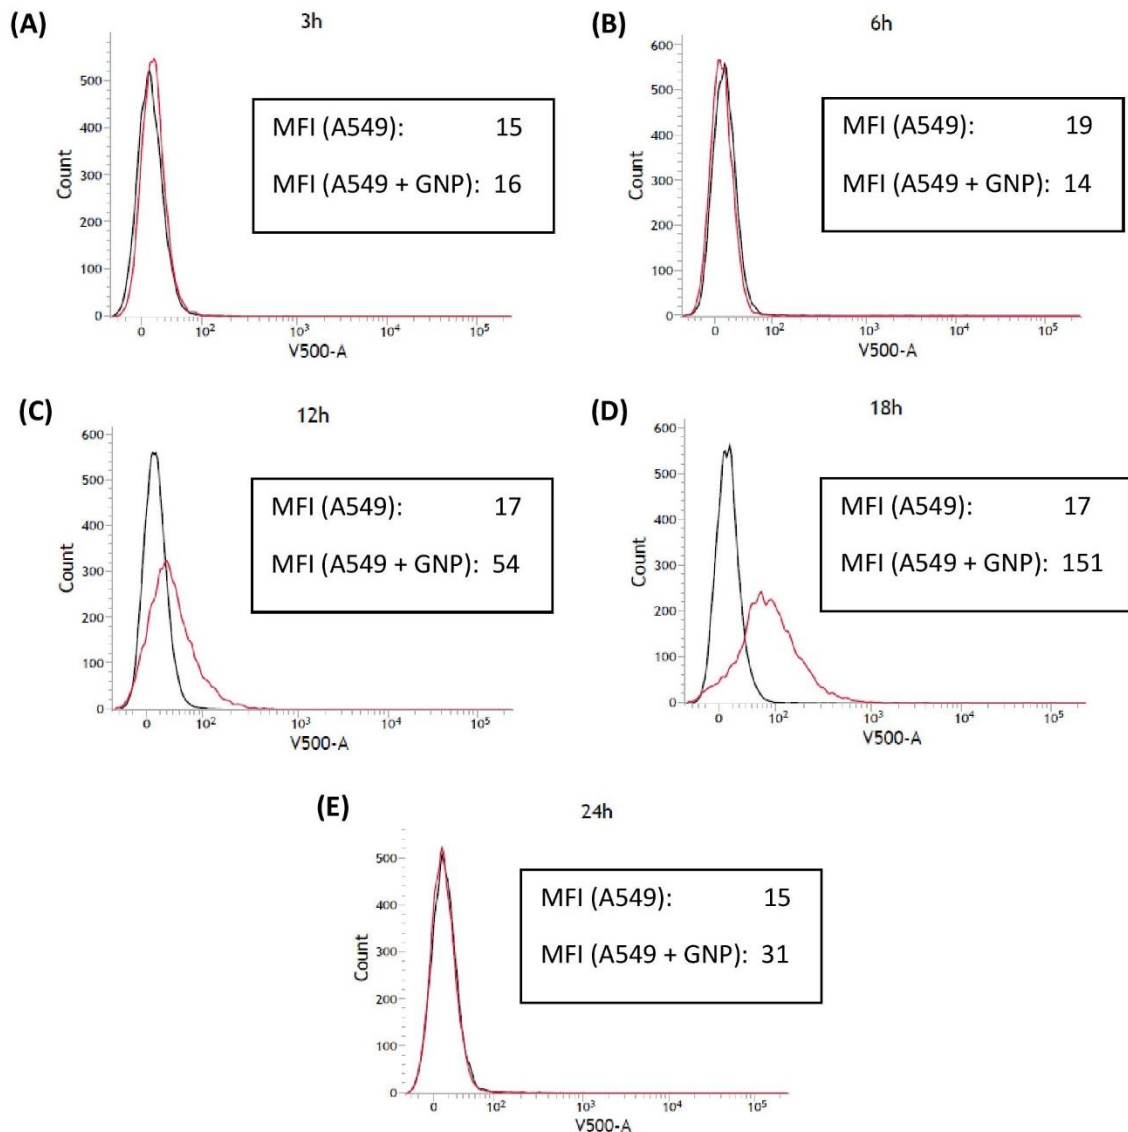 (A)
3h
500
400
300
200
100
0
Count
0 10² 10³ 10⁴ 10⁵
V500-A
MFI (A549): 15
MFI (A549 + GNP): 16
(B)
6h
600
500
400
300
200
100
0
Count
0 10² 10³ 10⁴ 10⁵
V500-A
MFI (A549): 19
MFI (A549 + GNP): 14
(C)
12h
600
500
400
300
200
100
0
Count
0 10² 10³ 10⁴ 10⁵
V500-A
MFI (A549): 17
MFI (A549 + GNP): 54
(D)
18h
600
500
400
300
200
100
0
Count
0 10² 10³ 10⁴ 10⁵
V500-A
MFI (A549): 17
MFI (A549 + GNP): 151
(E)
24h
500
400
300
200
100
0
Count
0 10² 10³ 10⁴ 10⁵
V500-A
MFI (A549): 15
MFI (A549 + GNP): 31